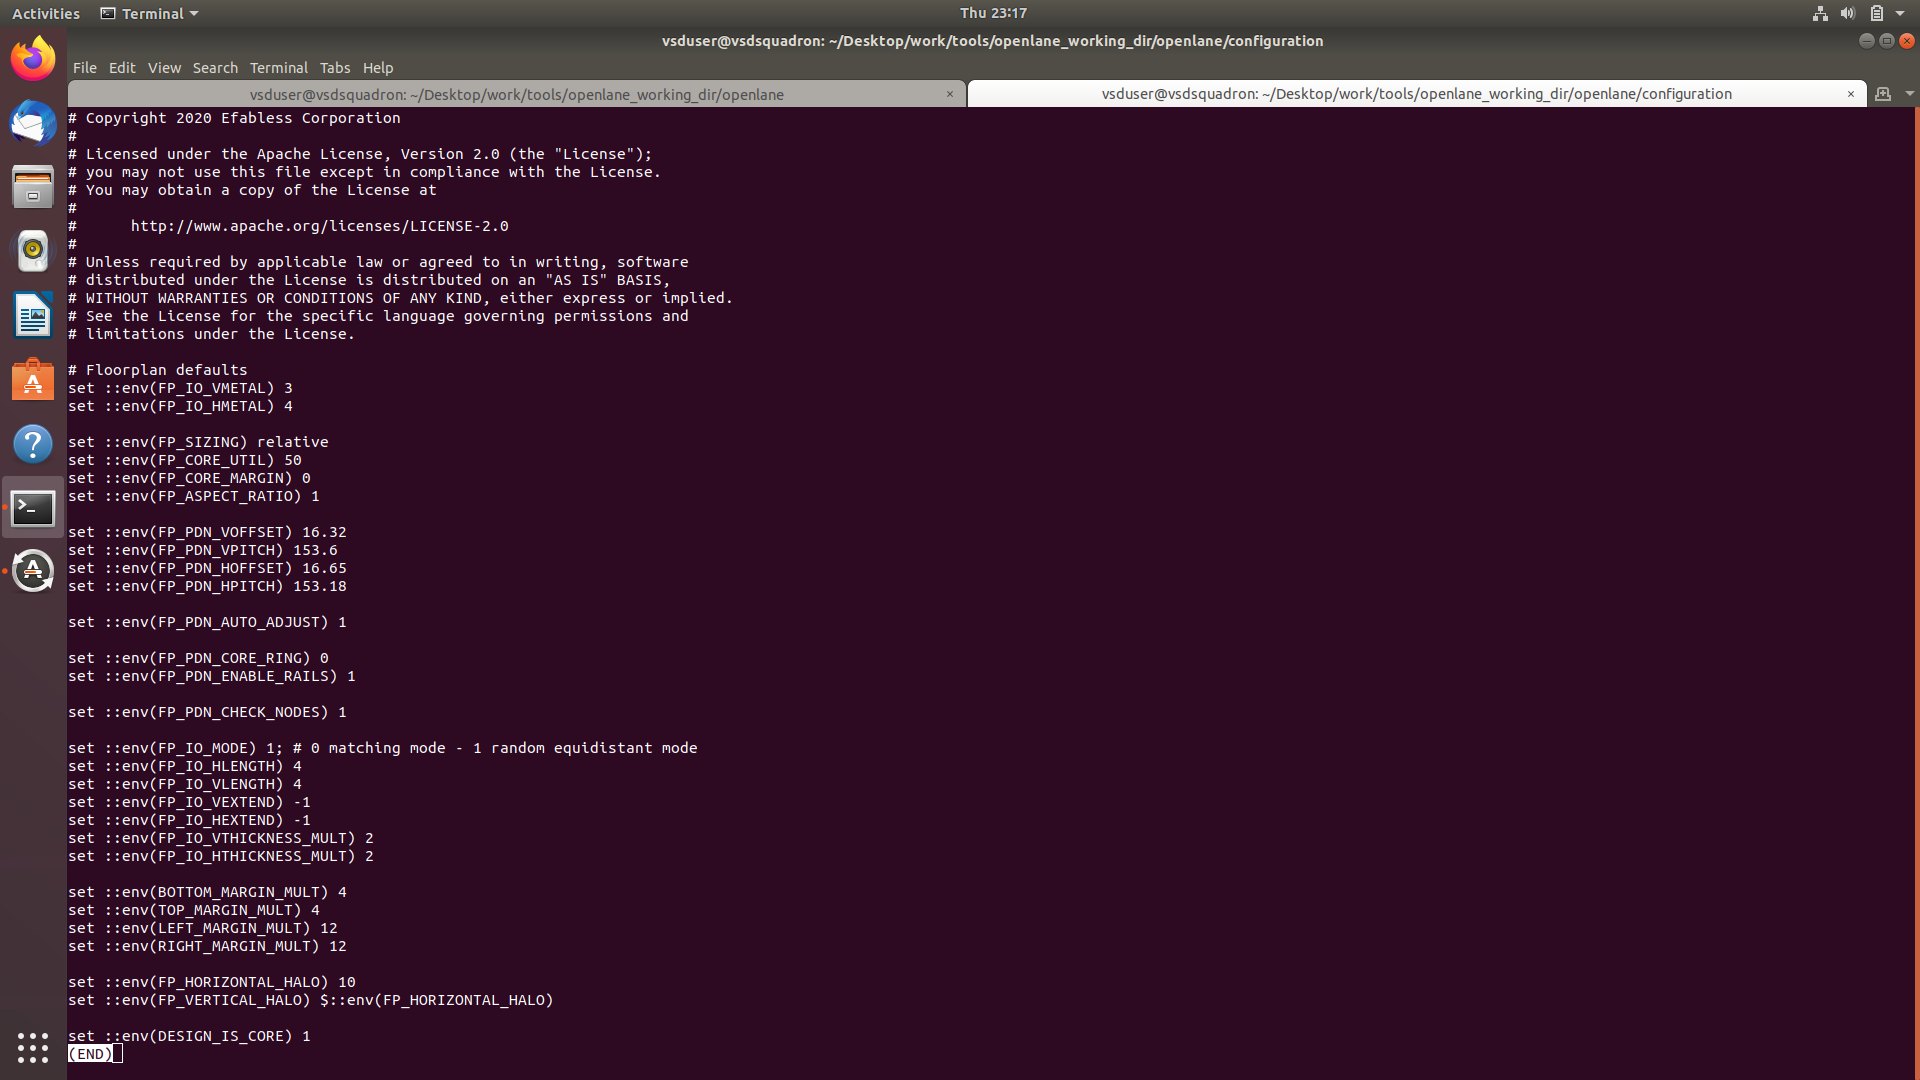 Activities
Terminal
Thu 23:17
vsduser@vsdsquadron: ~/Desktop/work/tools/openlane_working_dir/openlane/configuration
File Edit View Search Terminal Tabs Help
vsduser@vsdsquadron: ~/Desktop/work/tools/openlane_working_dir/openlane
vsduser@vsdsquadron: ~/Desktop/work/tools/openlane_working_dir/openlane/configuration
# Copyright 2020 Efabless Corporation
#
# Licensed under the Apache License, Version 2.0 (the "License");
# you may not use this file except in compliance with the License.
# You may obtain a copy of the License at
#
#      http://www.apache.org/licenses/LICENSE-2.0
#
# Unless required by applicable law or agreed to in writing, software
# distributed under the License is distributed on an "AS IS" BASIS,
# WITHOUT WARRANTIES OR CONDITIONS OF ANY KIND, either express or implied.
# See the License for the specific language governing permissions and
# limitations under the License.
# Floorplan defaults
set ::env(FP_IO_VMETAL) 3
set ::env(FP_IO_HMETAL) 4
set ::env(FP_SIZING) relative
set ::env(FP_CORE_UTIL) 50
set ::env(FP_CORE_MARGIN) 0
set ::env(FP_ASPECT_RATIO) 1
set ::env(FP_PDN_VOFFSET) 16.32
set ::env(FP_PDN_VPITCH) 153.6
set ::env(FP_PDN_HOFFSET) 16.65
set ::env(FP_PDN_HPITCH) 153.18
set ::env(FP_PDN_AUTO_ADJUST) 1
set ::env(FP_PDN_CORE_RING) 0
set ::env(FP_PDN_ENABLE_RAILS) 1
set ::env(FP_PDN_CHECK_NODES) 1
set ::env(FP_IO_MODE) 1; # 0 matching mode - 1 random equidistant mode
set ::env(FP_IO_HLENGTH) 4
set ::env(FP_IO_VLENGTH) 4
set ::env(FP_IO_VEXTEND) -1
set ::env(FP_IO_HEXTEND) -1
set ::env(FP_IO_VTHICKNESS_MULT) 2
set ::env(FP_IO_HTHICKNESS_MULT) 2
set ::env(BOTTOM_MARGIN_MULT) 4
set ::env(TOP_MARGIN_MULT) 4
set ::env(LEFT_MARGIN_MULT) 12
set ::env(RIGHT_MARGIN_MULT) 12
set ::env(FP_HORIZONTAL_HALO) 10
set ::env(FP_VERTICAL_HALO) $::env(FP_HORIZONTAL_HALO)
set ::env(DESIGN_IS_CORE) 1
(END)